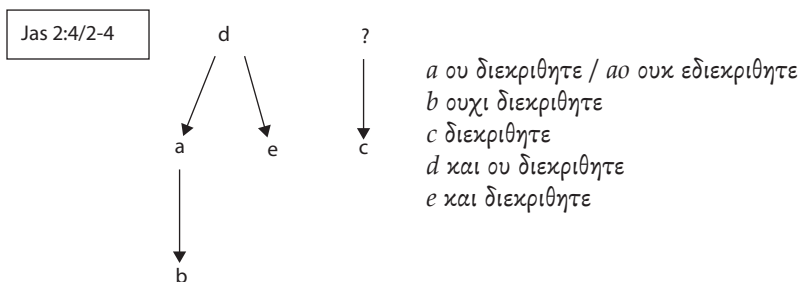 Jas 2:4/2-4
d ?
a e c
b
a ου διεκριθητε / ao ουκ εδιεκριθητε
b ουχι διεκριθητε
c διεκριθητε
d και ου διεκριθητε
e και διεκριθητε